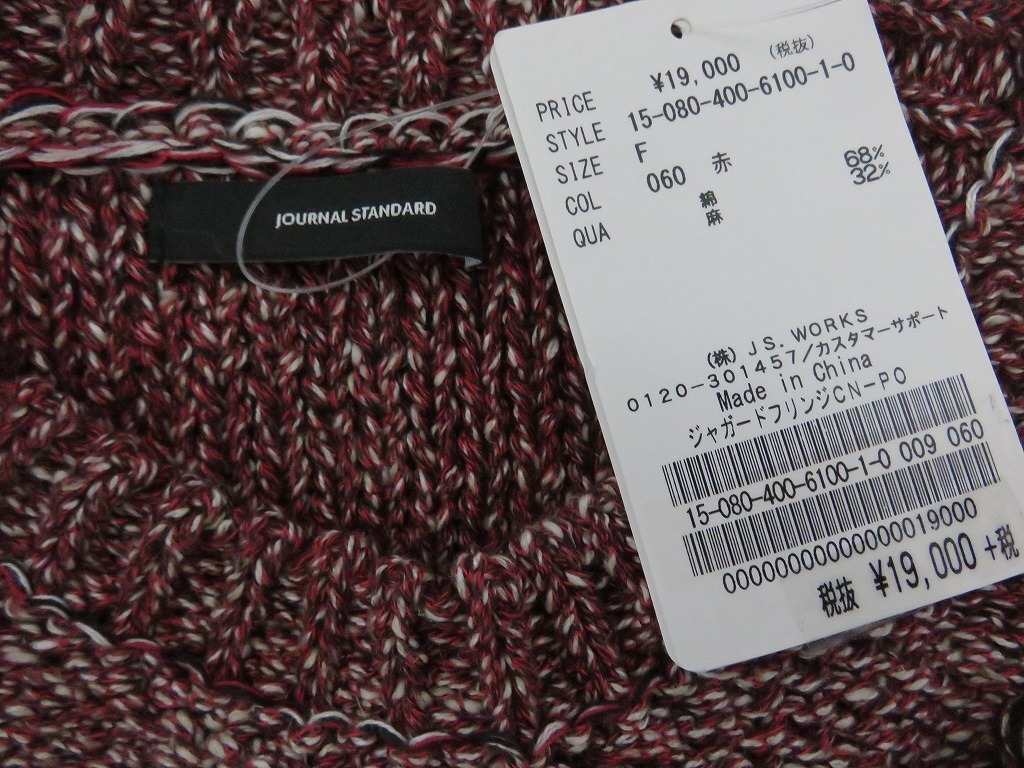 JOURNAL STANDARD
PRICE ¥19,000 (税抜)
STYLE 15-080-400-6100-1-0
SIZE F
COL 060 赤
QUA 綿 68%
麻 32%
(株) JS.WORKS
0120-301457/カスタマーサポート
Made in China
ジャガードフリンジCN-PO
15-080-400-6100-1-0 009 060
0000000000000019000
税抜 ¥19,000 +税